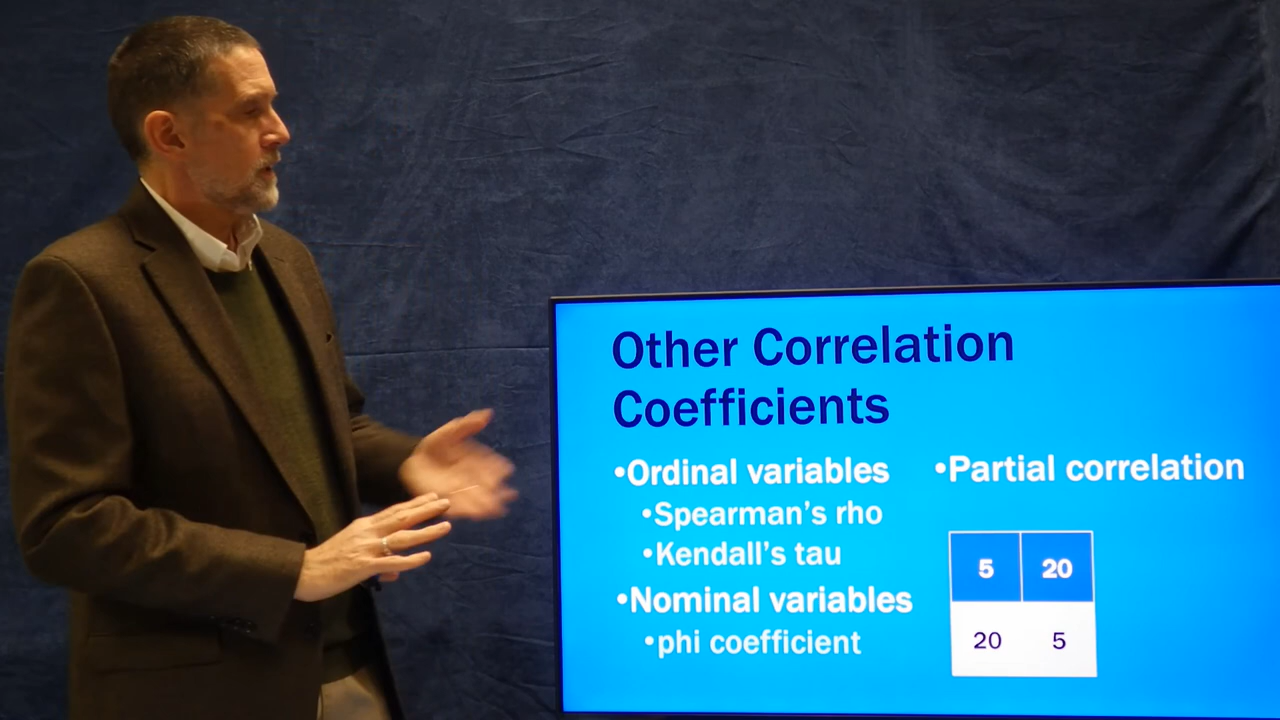 Other Correlation
Coefficients
•Ordinal variables
•Spearman's rho
•Kendall's tau
•Nominal variables
•phi coefficient
•Partial correlation
5 20
20 5